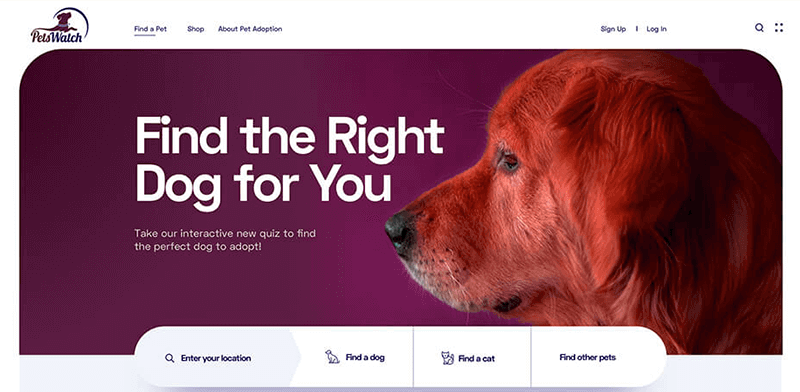 PetsWatch
Find a Pet
Shop
About Pet Adoption
Sign Up
Log In
Find the Right
Dog for You
Take our interactive new quiz to find
the perfect dog to adopt!
Enter your location
Find a dog
Find a cat
Find other pets